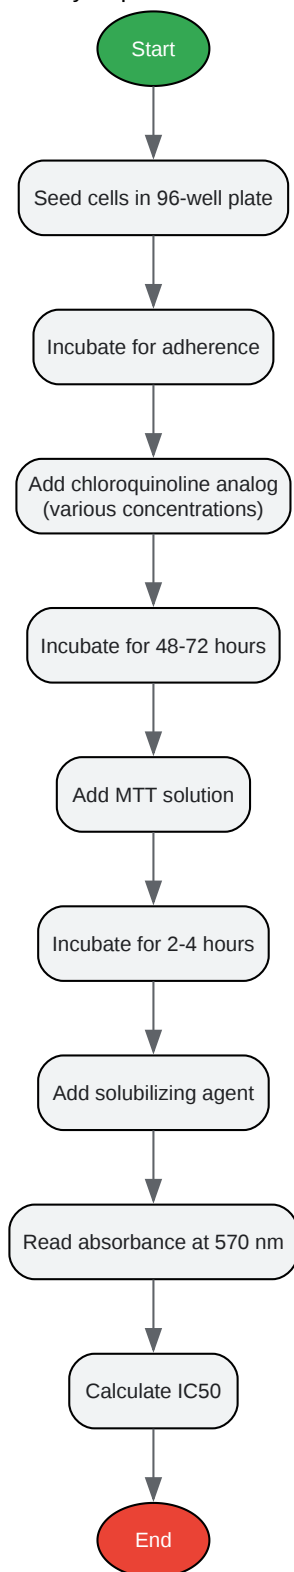 Start
Seed cells in 96-well plate
Incubate for adherence
Add chloroquinoline analog
(various concentrations)
Incubate for 48-72 hours
Add MTT solution
Incubate for 2-4 hours
Add solubilizing agent
Read absorbance at 570 nm
Calculate IC50
End